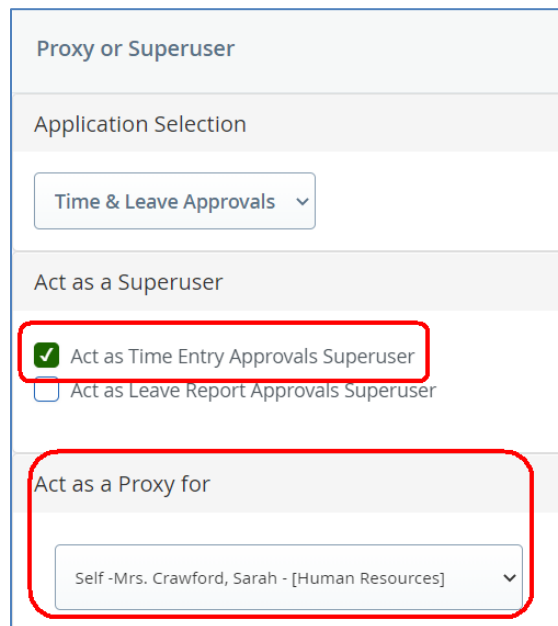 Proxy or Superuser
Application Selection
Time & Leave Approvals
Act as a Superuser
Act as Time Entry Approvals Superuser
Act as Leave Report Approvals Superuser
Act as a Proxy for
Self -Mrs. Crawford, Sarah - [Human Resources]